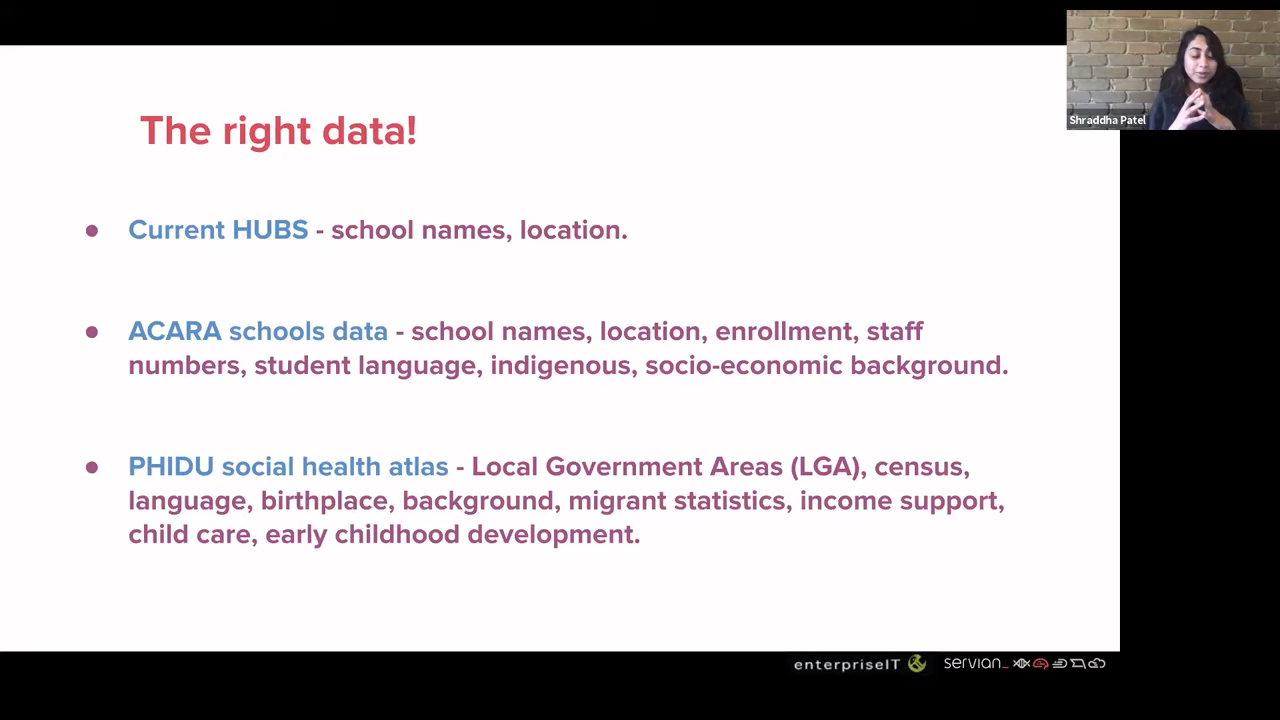 Shraddha Patel
The right data!
● Current HUBS - school names, location.
● ACARA schools data - school names, location, enrollment, staff
numbers, student language, indigenous, socio-economic background.
● PHIDU social health atlas - Local Government Areas (LGA), census,
language, birthplace, background, migrant statistics, income support,
child care, early childhood development.
enterpriseIT servian_